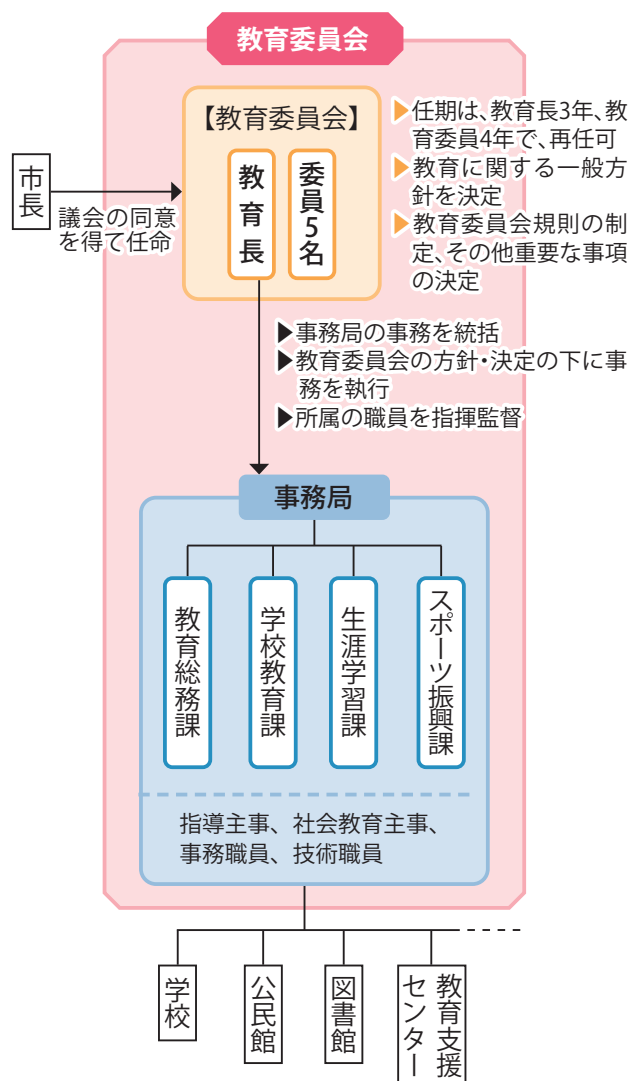 教育委員会
【教育委員会】
教育長
委員5名
市長
議会の同意
を得て任命
▶任期は、教育長3年、教
育委員4年で、再任可
▶教育に関する一般方
針を決定
▶教育委員会規則の制
定、その他重要な事項
の決定
▶事務局の事務を統括
▶教育委員会の方針・決定の下に事
務を執行
▶所属の職員を指揮監督
事務局
教育総務課
学校教育課
生涯学習課
スポーツ振興課
指導主事、社会教育主事、
事務職員、技術職員
学校
公民館
図書館
教育支援
センター